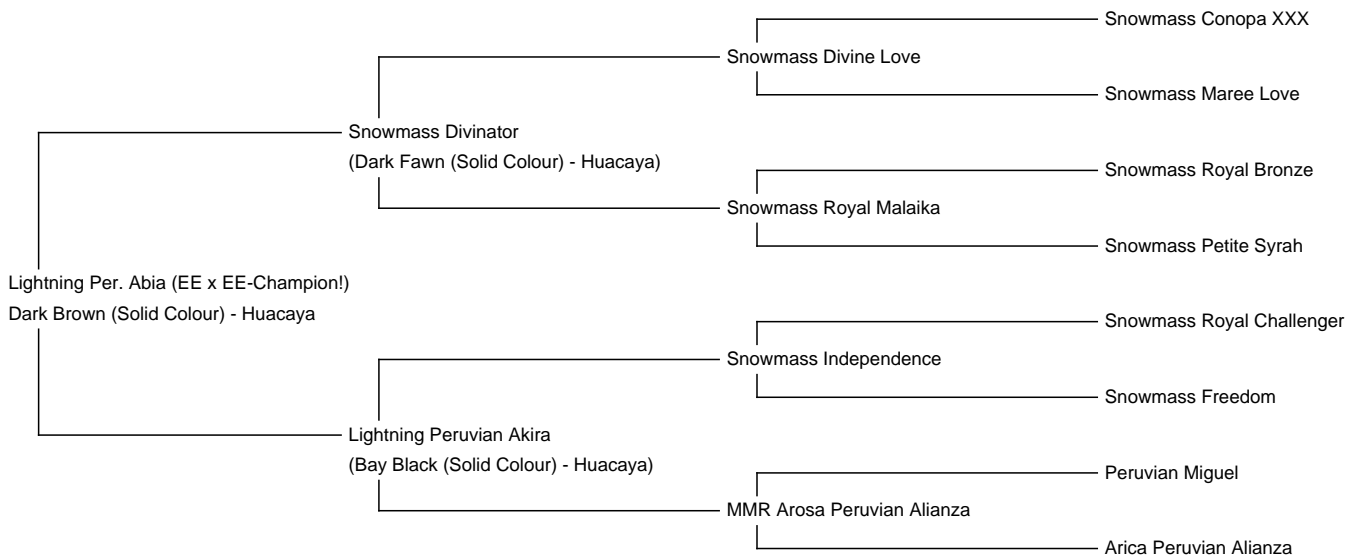 Snowmass Conopa XXX
Snowmass Divine Love
Snowmass Maree Love
Snowmass Divinator
(Dark Fawn (Solid Colour) - Huacaya)
Snowmass Royal Bronze
Snowmass Royal Malaika
Snowmass Petite Syrah
Lightning Per. Abia (EE x EE-Champion!)
Dark Brown (Solid Colour) - Huacaya
Snowmass Royal Challenger
Snowmass Independence
Snowmass Freedom
Lightning Peruvian Akira
(Bay Black (Solid Colour) - Huacaya)
Peruvian Miguel
MMR Arosa Peruvian Alianza
Arica Peruvian Alianza